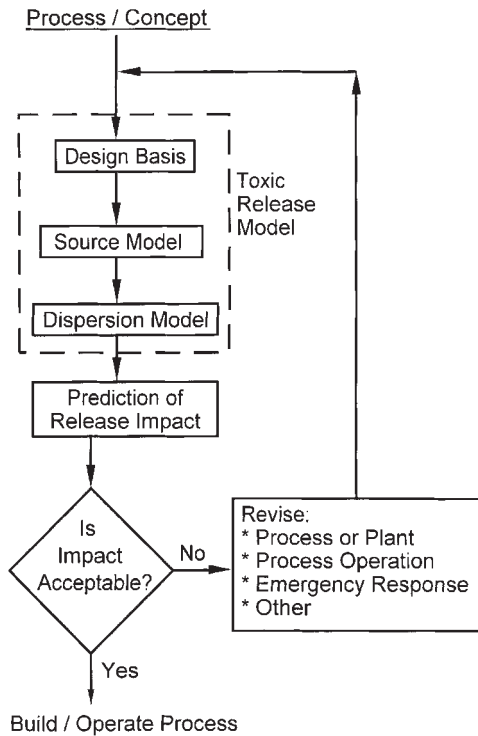 Process / Concept
Design Basis
Toxic
Release
Model
Source Model
Dispersion Model
Prediction of
Release Impact
Is
Impact
Acceptable?
No
Revise:
* Process or Plant
* Process Operation
* Emergency Response
* Other
Yes
Build / Operate Process